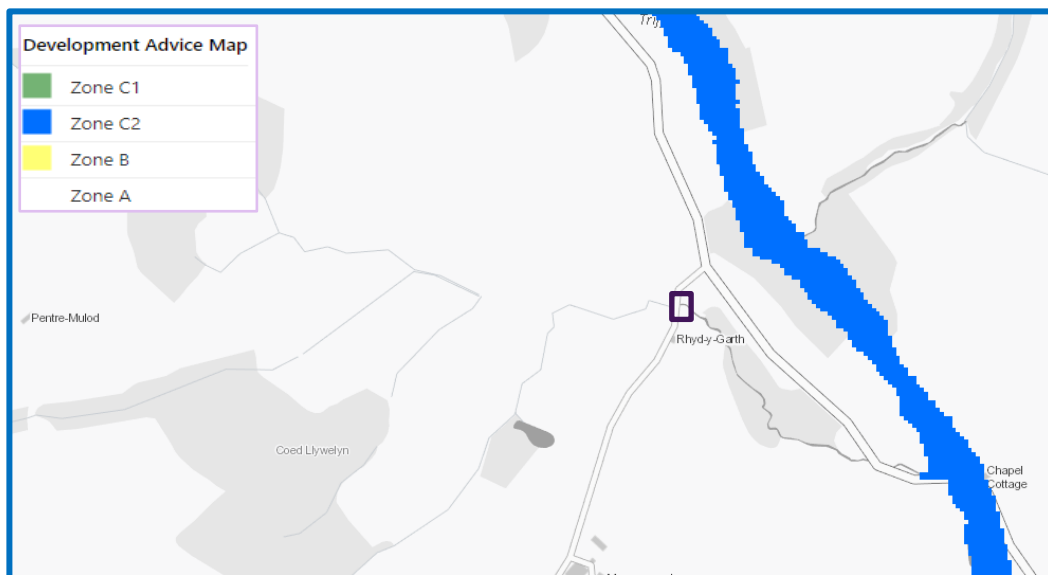 Development Advice Map
Zone C1
Zone C2
Zone B
Zone A
Pentre-Mulod
Rhyd-y-Garth
Coed Llywelyn
Chapel
Cottage